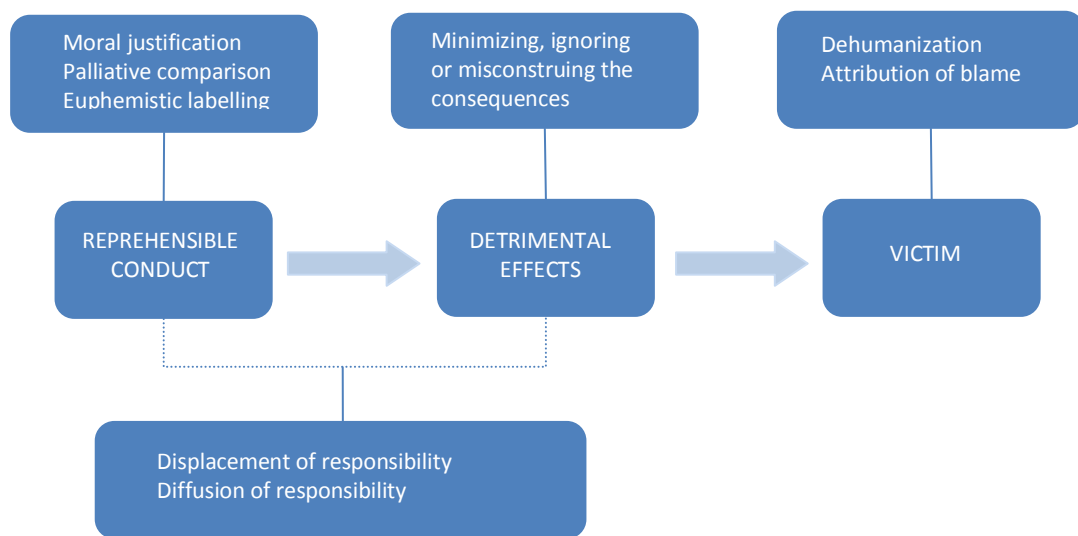 Moral justification
Palliative comparison
Euphemistic labelling
Minimizing, ignoring
or misconstruing the
consequences
Dehumanization
Attribution of blame
REPREHENSIBLE
CONDUCT
DETRIMENTAL
EFFECTS
VICTIM
Displacement of responsibility
Diffusion of responsibility